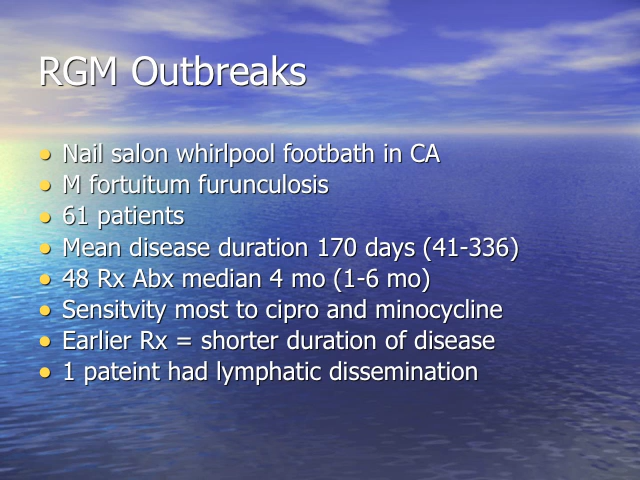 RGM Outbreaks
• Nail salon whirlpool footbath in CA
• M fortuitum furunculosis
• 61 patients
• Mean disease duration 170 days (41-336)
• 48 Rx Abx median 4 mo (1-6 mo)
• Sensitvity most to cipro and minocycline
• Earlier Rx = shorter duration of disease
• 1 pateint had lymphatic dissemination